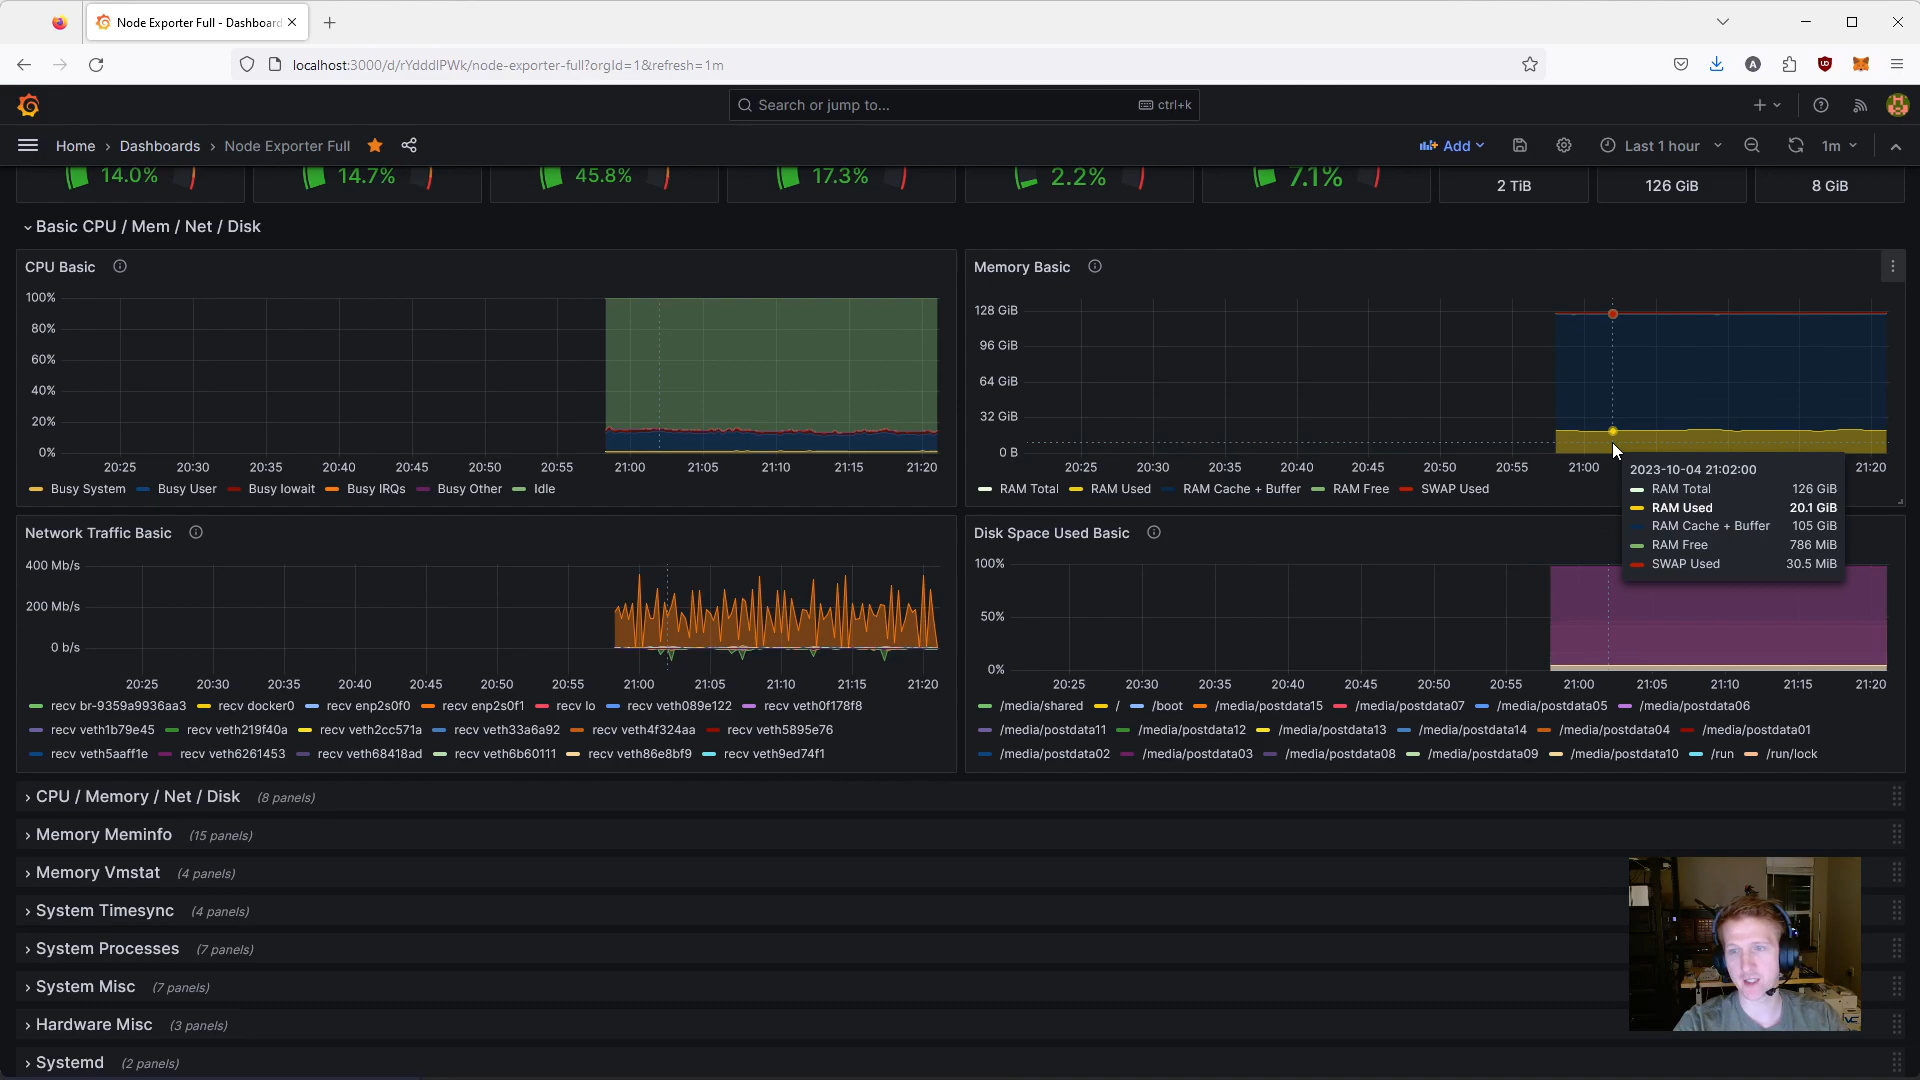 Node Exporter Full - Dashboard
localhost:3000/d/rYdddlPWk/node-exporter-full?orgId=1&refresh=1m
Search or jump to...
ctrl+k
Home › Dashboards › Node Exporter Full
Add
Last 1 hour
1m
14.0%
14.7%
45.8%
17.3%
2.2%
7.1%
2 TiB
126 GiB
8 GiB
Basic CPU / Mem / Net / Disk
CPU Basic
100%
80%
60%
40%
20%
0%
20:25 20:30 20:35 20:40 20:45 20:50 20:55 21:00 21:05 21:10 21:15 21:20
Busy System Busy User Busy Iowait Busy IRQs Busy Other Idle
Memory Basic
128 GiB
96 GiB
64 GiB
32 GiB
0 B
20:25 20:30 20:35 20:40 20:45 20:50 20:55 21:00 21:20
RAM Total RAM Used RAM Cache + Buffer RAM Free SWAP Used
2023-10-04 21:02:00
RAM Total 126 GiB
RAM Used 20.1 GiB
RAM Cache + Buffer 105 GiB
RAM Free 786 MiB
SWAP Used 30.5 MiB
Network Traffic Basic
400 Mb/s
200 Mb/s
0 b/s
20:25 20:30 20:35 20:40 20:45 20:50 20:55 21:00 21:05 21:10 21:15 21:20
recv br-9359a9936aa3 recv docker0 recv enp2s0f0 recv enp2s0f1 recv lo recv veth089e122 recv veth0f178f8
recv veth1b79e45 recv veth219f40a recv veth2cc571a recv veth33a6a92 recv veth4f324aa recv veth5895e76
recv veth5aaff1e recv veth6261453 recv veth68418ad recv veth6b60111 recv veth86e8bf9 recv veth9ed74f1
Disk Space Used Basic
100%
50%
0%
20:25 20:30 20:35 20:40 20:45 20:50 20:55 21:00 21:05 21:10 21:15 21:20
/media/shared / /boot /media/postdata15 /media/postdata07 /media/postdata05 /media/postdata06
/media/postdata11 /media/postdata12 /media/postdata13 /media/postdata14 /media/postdata04 /media/postdata01
/media/postdata02 /media/postdata03 /media/postdata08 /media/postdata09 /media/postdata10 /run /run/lock
CPU / Memory / Net / Disk (8 panels)
Memory Meminfo (15 panels)
Memory Vmstat (4 panels)
System Timesync (4 panels)
System Processes (7 panels)
System Misc (7 panels)
Hardware Misc (3 panels)
Systemd (2 panels)